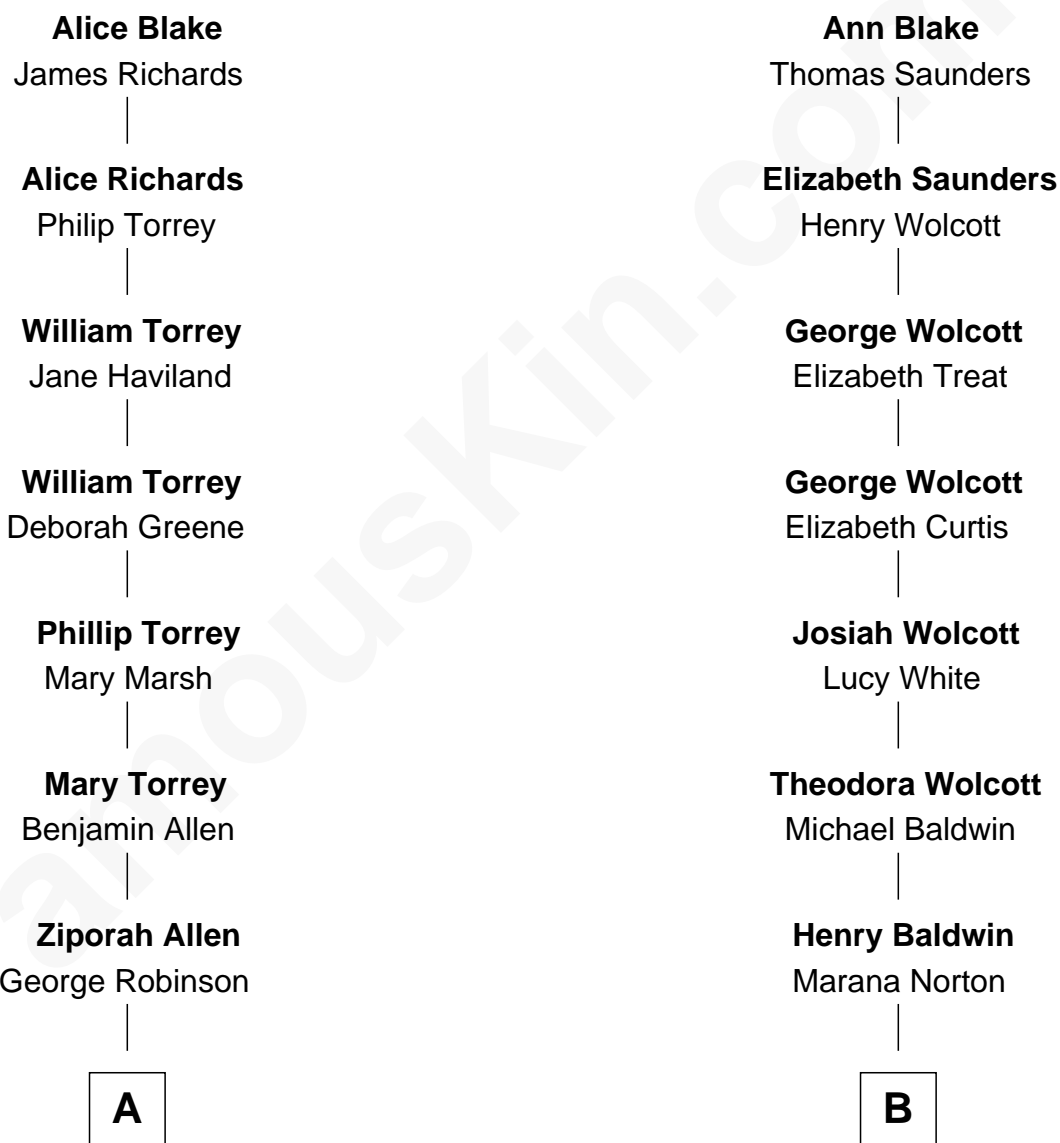 Alice Blake
James Richards
Alice Richards
Philip Torrey
William Torrey
Jane Haviland
William Torrey
Deborah Greene
Phillip Torrey
Mary Marsh
Mary Torrey
Benjamin Allen
Ziporah Allen
George Robinson
A
Ann Blake
Thomas Saunders
Elizabeth Saunders
Henry Wolcott
George Wolcott
Elizabeth Treat
George Wolcott
Elizabeth Curtis
Josiah Wolcott
Lucy White
Theodora Wolcott
Michael Baldwin
Henry Baldwin
Marana Norton
B
amouskin.com